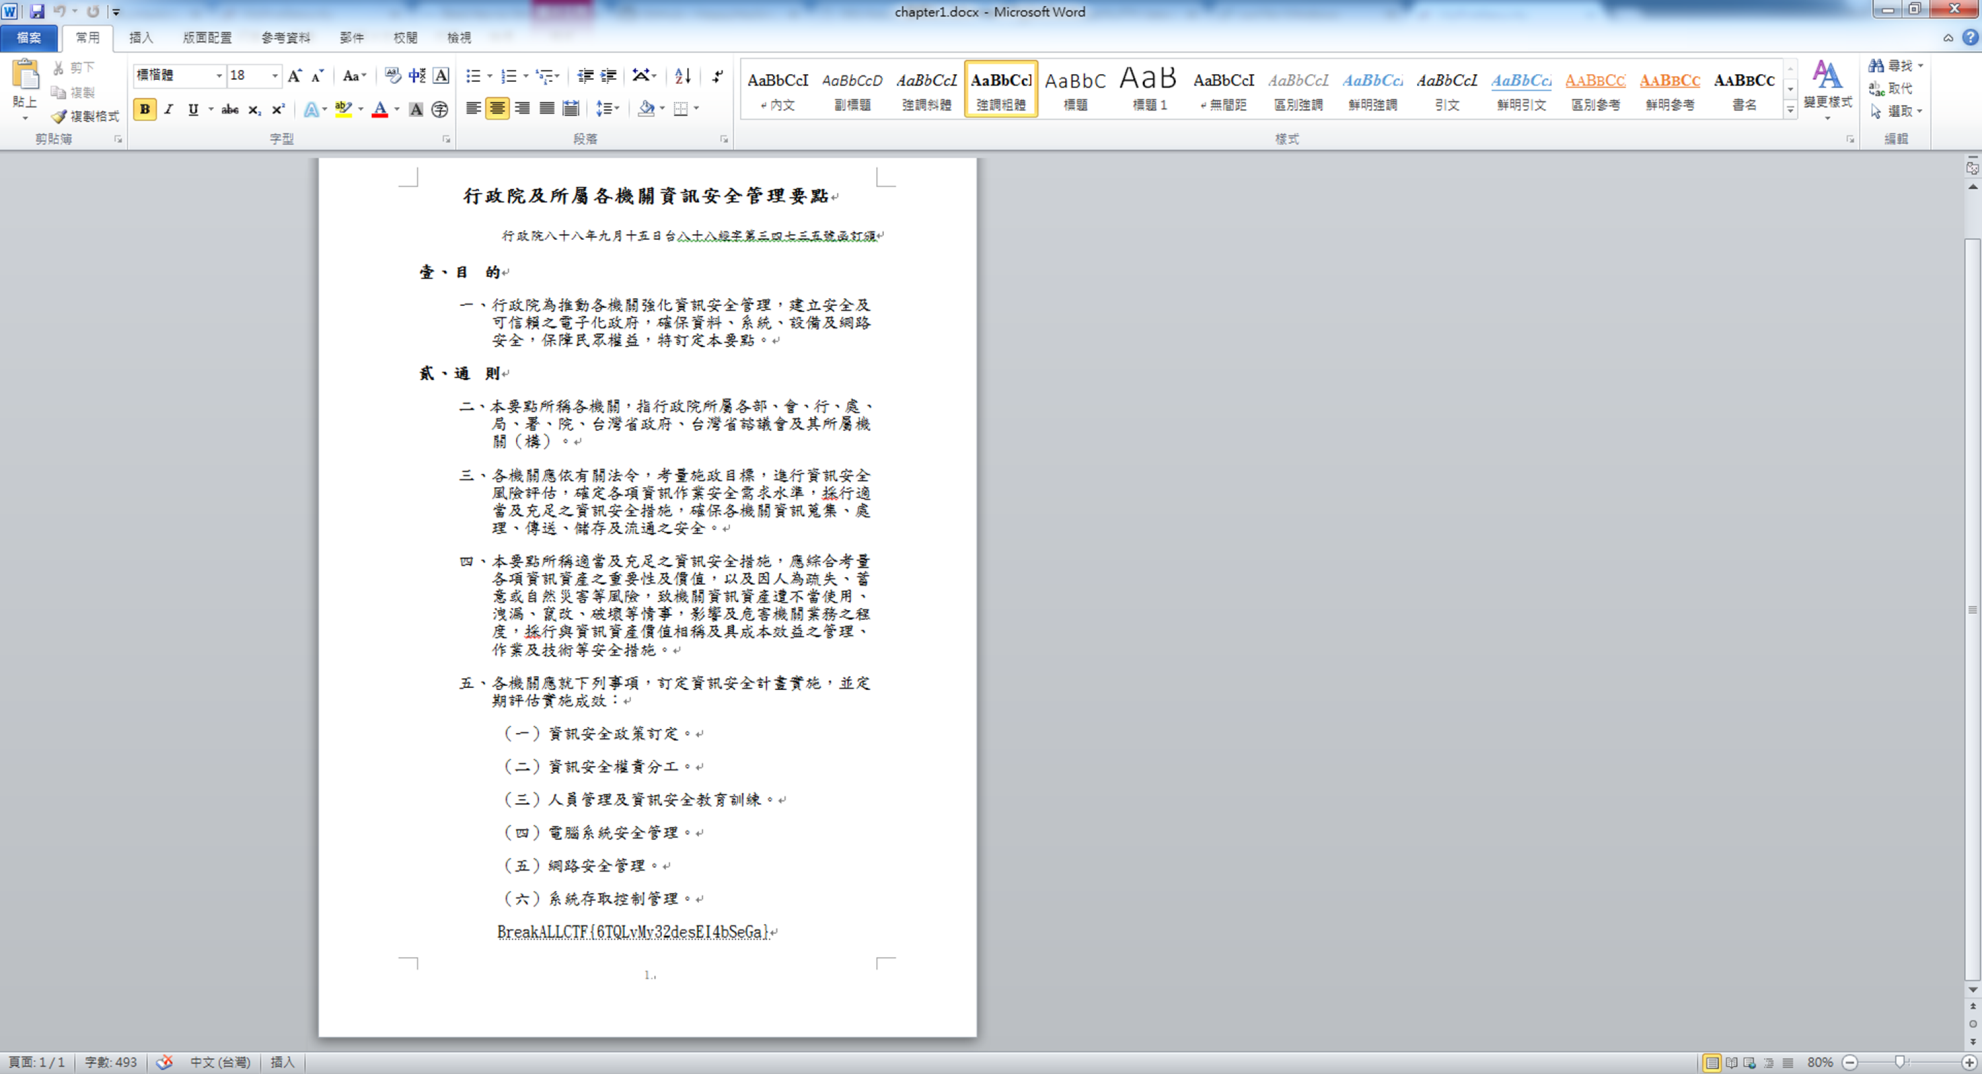 chapter1.docx - Microsoft Word
檔案 常用 插入 版面配置 參考資料 郵件 校閱 檢視
貼上 剪下 複製 複製格式 剪貼簿
標楷體 18 字型
段落
AaBbCcI AaBbCcD AaBbCcL AaBbCcI AaBbC AaB AaBbCcI AaBbCcL AaBbCc. AaBbCcL AaBbCc. AABBCC AABBCC AABBCC
內文 副標題 強調斜體 強調粗體 標題 標題 1 無間距 區別強調 鮮明強調 引文 鮮明引文 區別參考 鮮明參考 書名
樣式 變更樣式
尋找 取代 選取 編輯
行政院及所屬各機關資訊安全管理要點
行政院八十八年九月十五日台八十八經字第三四七三五號函訂頒
壹、目 的
一、行政院為推動各機關強化資訊安全管理,建立安全及
可信賴之電子化政府,確保資料、系統、設備及網路
安全,保障民眾權益,特訂定本要點。
貳、通 則
二、本要點所稱各機關,指行政院所屬各部、會、行、處、
局、署、院、台灣省政府、台灣省諮議會及其所屬機
關(構)。
三、各機關應依有關法令,考量施政目標,進行資訊安全
風險評估,確定各項資訊作業安全需求水準,採行適
當及充足之資訊安全措施,確保各機關資訊蒐集、處
理、傳送、儲存及流通之安全。
四、本要點所稱適當及充足之資訊安全措施,應綜合考量
各項資訊資產之重要性及價值,以及因人為疏失、蓄
意或自然災害等風險,致機關資訊資產遭不當使用、
洩漏、竄改、破壞等情事,影響及危害機關業務之程
度,採行與資訊資產價值相稱及具成本效益之管理、
作業及技術等安全措施。
五、各機關應就下列事項,訂定資訊安全計畫實施,並定
期評估實施成效:
(一)資訊安全政策訂定。
(二)資訊安全權責分工。
(三)人員管理及資訊安全教育訓練。
(四)電腦系統安全管理。
(五)網路安全管理。
(六)系統存取控制管理。
BreakALLCTF{6TQLvMy32desEI4bSeGa}
1.
頁面: 1 / 1 字數: 493 中文 (台灣) 插入 80%